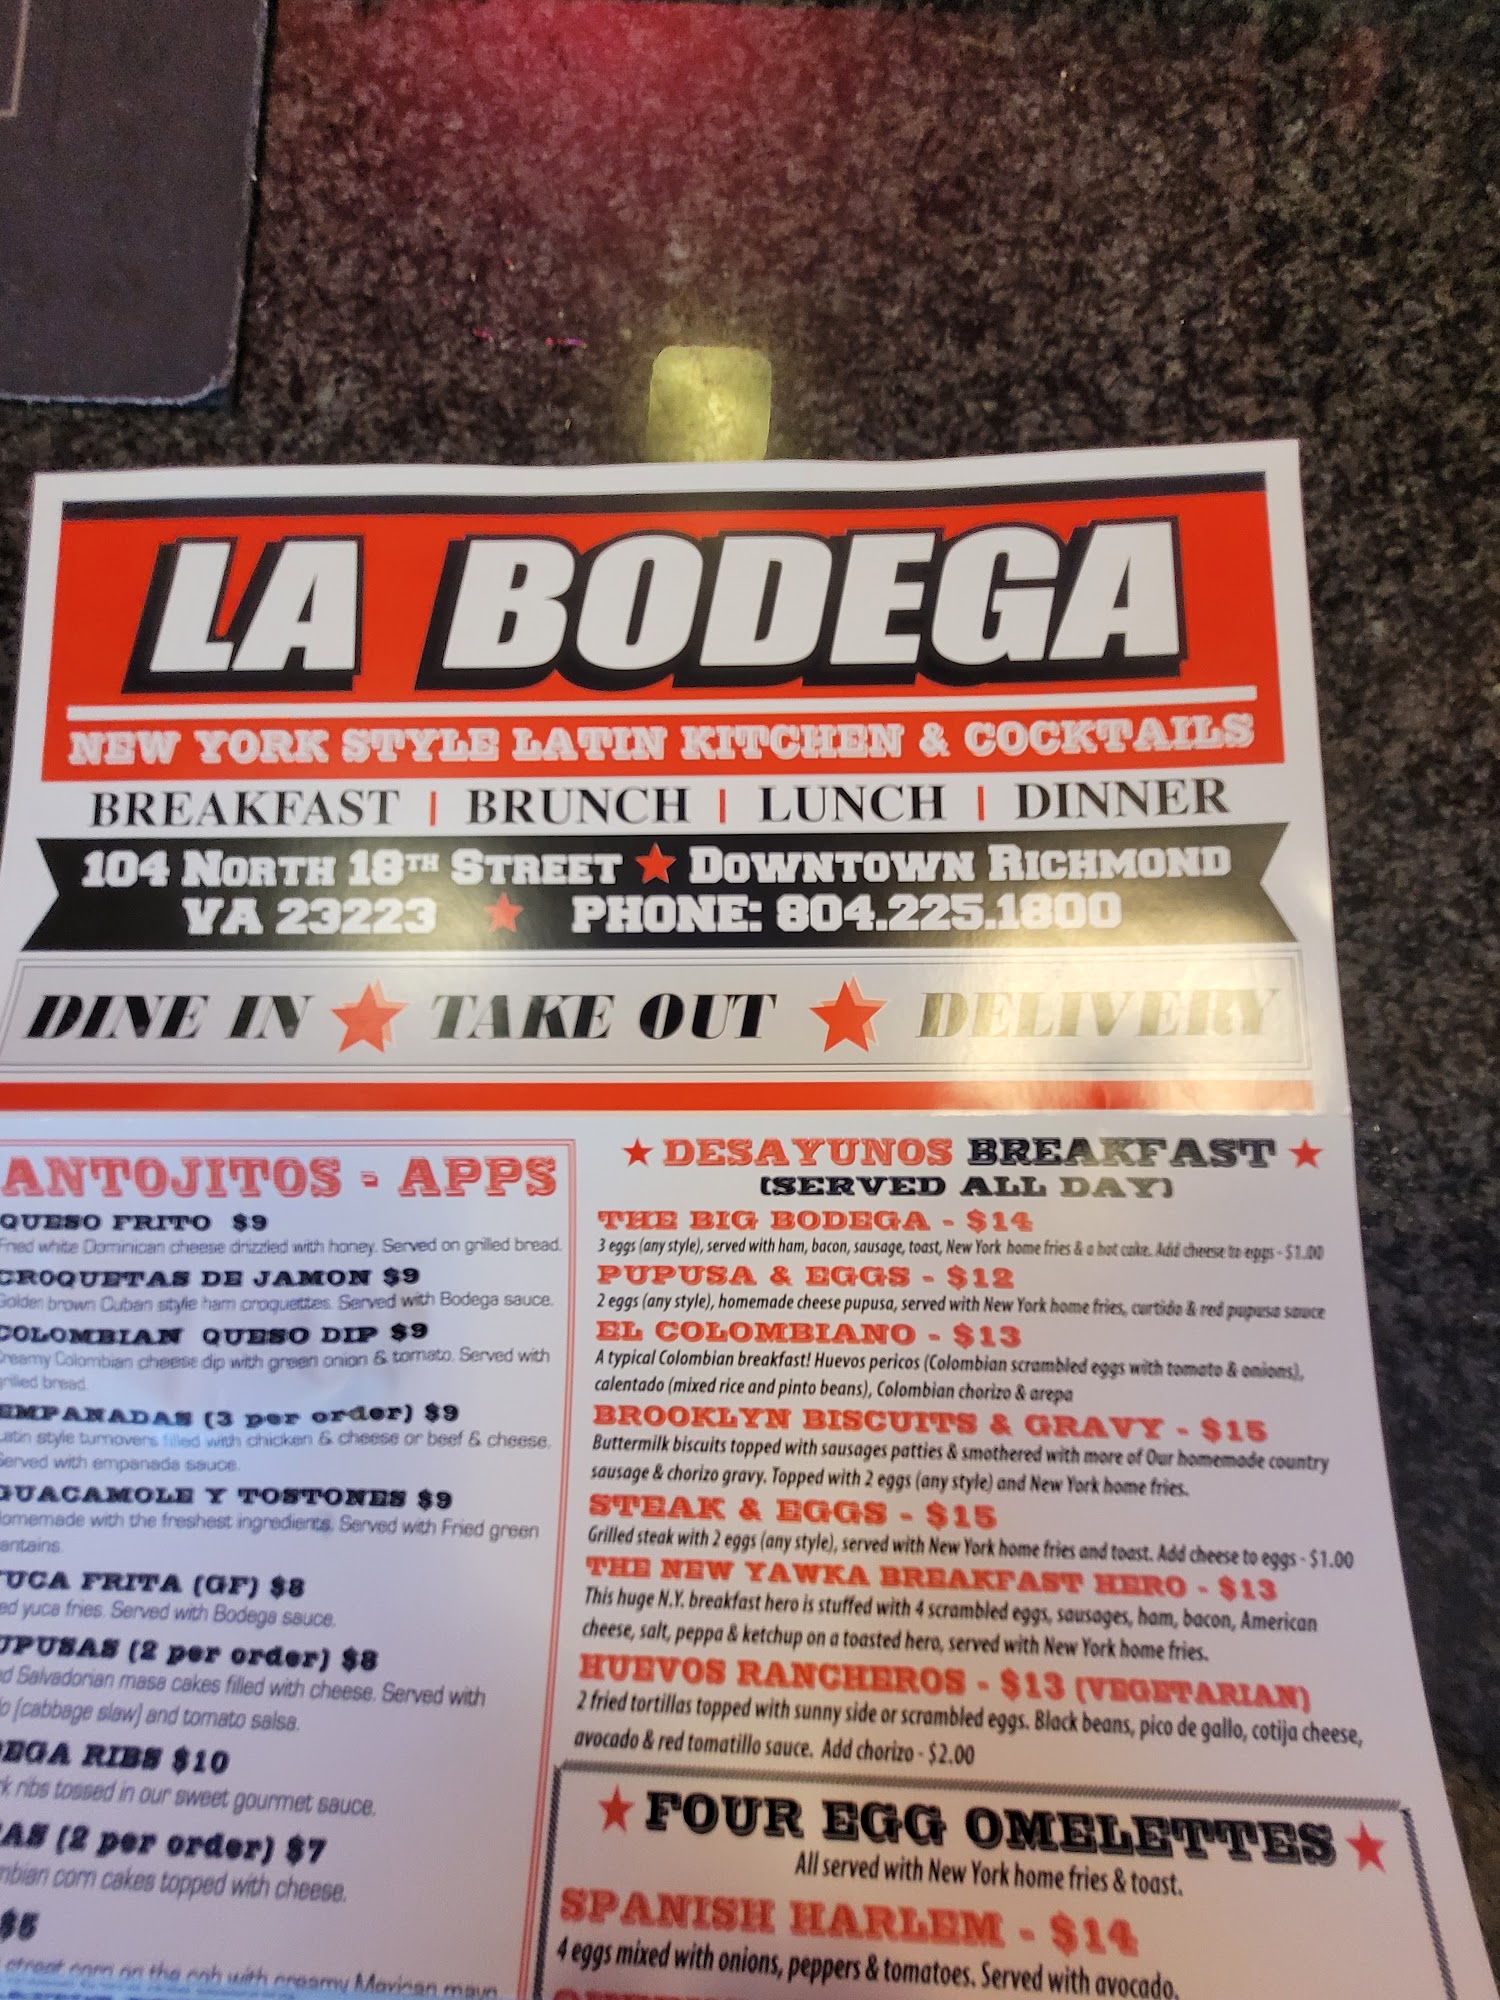 LA BODEGA
NEW YORK STYLE LATIN KITCHEN & COCKTAILS
BREAKFAST | BRUNCH | LUNCH | DINNER
104 NORTH 18TH STREET ★ DOWNTOWN RICHMOND
VA 23223 ★ PHONE: 804.225.1800
DINE IN ★ TAKE OUT ★ DELIVERY
ANTOJITOS - APPS
QUESO FRITO $9
Fried white Dominican cheese drizzled with honey. Served on grilled bread.
CROQUETAS DE JAMON $9
Golden brown Cuban style ham croquettes. Served with Bodega sauce.
COLOMBIAN QUESO DIP $9
Creamy Colombian cheese dip with green onion & tomato. Served with
grilled bread.
EMPANADAS (3 per order) $9
Latin style turnovers filled with chicken & cheese or beef & cheese.
Served with empanada sauce.
GUACAMOLE Y TOSTONES $9
Homemade with the freshest ingredients. Served with Fried green
YUCA FRITA (GF) $8
yuca fries. Served with Bodega sauce.
PUPUSAS (2 per order) $8
Salvadorian masa cakes filled with cheese. Served with
(cabbage slaw) and tomato salsa.
RIBS $10
ribs tossed in our sweet gourmet sauce.
(2 per order) $7
corn cakes topped with cheese.
$5
street corn on the cob with creamy Mexican mayo
★ DESAYUNOS BREAKFAST ★
(SERVED ALL DAY)
THE BIG BODEGA - $14
3 eggs (any style), served with ham, bacon, sausage, toast, New York home fries & a hot cake. Add cheese to eggs - $1.00
PUPUSA & EGGS - $12
2 eggs (any style), homemade cheese pupusa, served with New York home fries, curtido & red pupusa sauce
EL COLOMBIANO - $13
A typical Colombian breakfast! Huevos pericos (Colombian scrambled eggs with tomato & onions),
calentado (mixed rice and pinto beans), Colombian chorizo & arepa
BROOKLYN BISCUITS & GRAVY - $15
Buttermilk biscuits topped with sausages patties & smothered with more of Our homemade country
sausage & chorizo gravy. Topped with 2 eggs (any style) and New York home fries.
STEAK & EGGS - $15
Grilled steak with 2 eggs (any style), served with New York home fries and toast. Add cheese to eggs - $1.00
THE NEW YAWKA BREAKFAST HERO - $13
This huge N.Y. breakfast hero is stuffed with 4 scrambled eggs, sausages, ham, bacon, American
cheese, salt, peppa & ketchup on a toasted hero, served with New York home fries.
HUEVOS RANCHEROS - $13 (VEGETARIAN)
2 fried tortillas topped with sunny side or scrambled eggs. Black beans, pico de gallo, cotija cheese,
avocado & red tomatillo sauce. Add chorizo - $2.00
★ FOUR EGG OMELETTES ★
All served with New York home fries & toast.
SPANISH HARLEM - $14
4 eggs mixed with onions, peppers & tomatoes. Served with avocado.